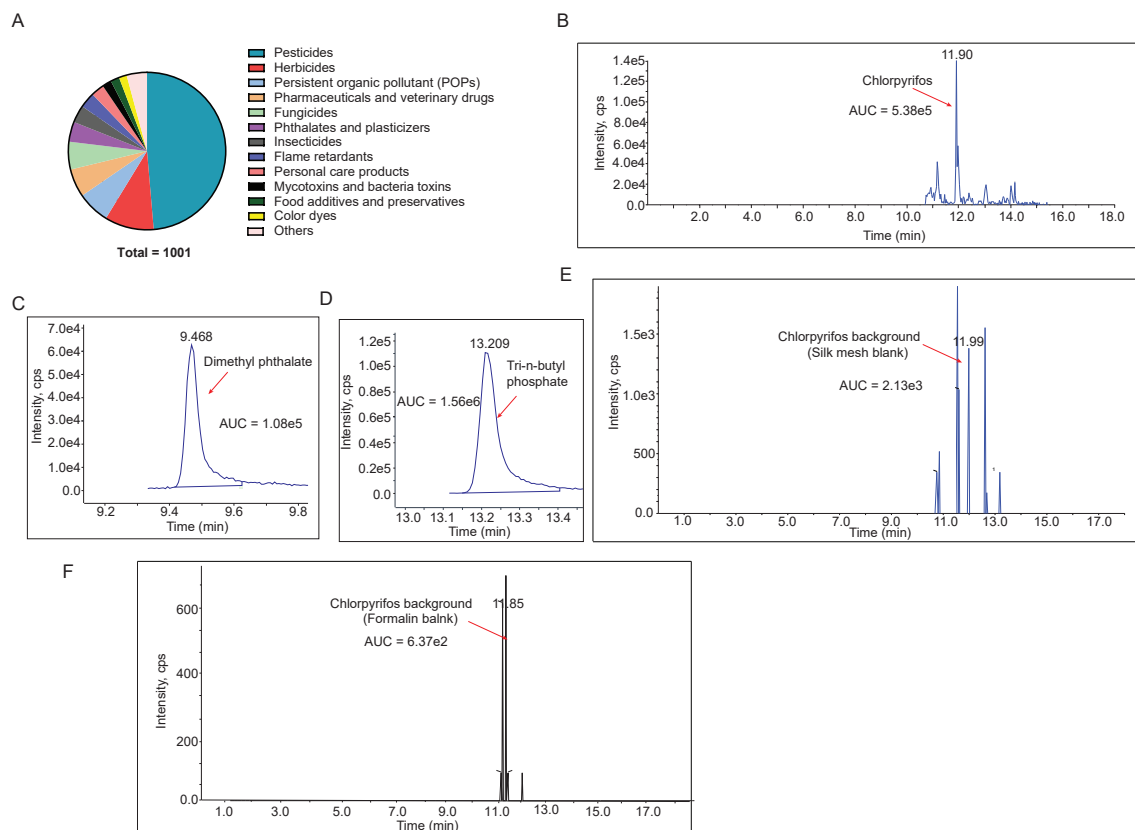 A
Pesticides
Herbicides
Persistent organic pollutant (POPs)
Pharmaceuticals and veterinary drugs
Fungicides
Phthalates and plasticizers
Insecticides
Flame retardants
Personal care products
Mycotoxins and bacteria toxins
Food additives and preservatives
Color dyes
Others
Total = 1001
B
Intensity, cps
1.4e5
1.2e5
1.0e5
8.0e4
6.0e4
4.0e4
2.0e4
0.0
11.90
Chlorpyrifos
AUC = 5.38e5
2.0 4.0 6.0 8.0 10.0 12.0 14.0 16.0 18.0
Time (min)
C
Intensity, cps
7.0e4
6.0e4
5.0e4
4.0e4
3.0e4
2.0e4
1.0e4
0.0
9.468
Dimethyl phthalate
AUC = 1.08e5
9.2 9.4 9.6 9.8
Time (min)
D
Intensity, cps
1.2e5
1.0e5
0.8e5
0.6e5
0.4e5
0.2e5
0.0
13.209
Tri-n-butyl
phosphate
AUC = 1.56e6
13.0 13.1 13.2 13.3 13.4
Time (min)
E
Intensity, cps
1.5e3
1.0e3
500
0.0
Chlorpyrifos background
(Silk mesh blank)
11.99
AUC = 2.13e3
1.0 3.0 5.0 7.0 9.0 11.0 13.0 15.0 17.0
Time (min)
F
Intensity, cps
600
400
200
0.0
Chlorpyrifos background
(Formalin balnk)
11.85
AUC = 6.37e2
1.0 3.0 5.0 7.0 9.0 11.0 13.0 15.0 17.0
Time (min)